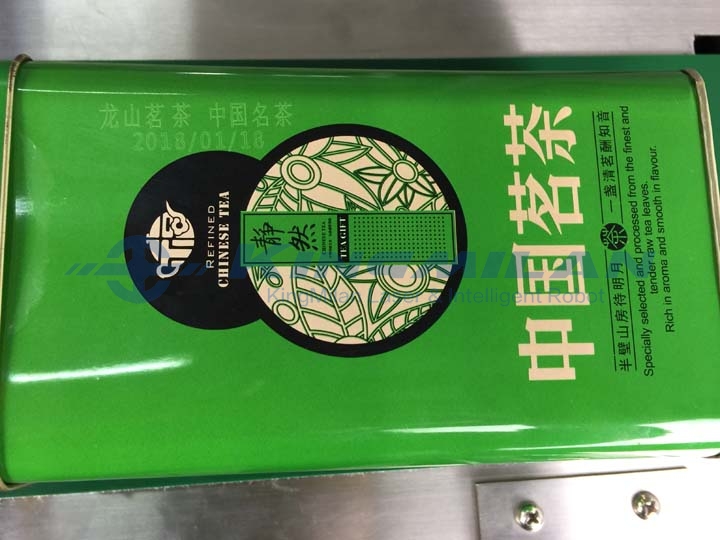 龙山茗茶 中国名茶
2018/01/18
REFINED
CHINESE TEA
静然
TEA GIFT
中国茗茶
半壁山房待明月 茶 一盏清茗酬知音
Specially selected and processed from the finest and
tender raw tea leaves.
Rich in aroma and smooth in flavour.